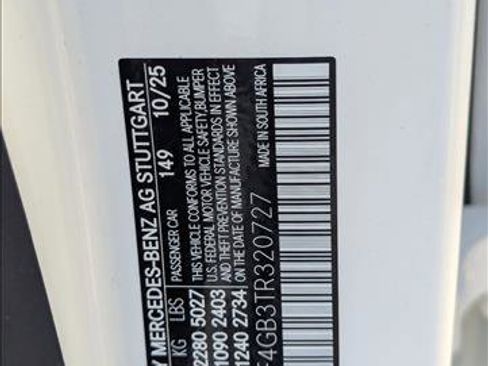 MERCEDES-BENZ AG STUTTGART
PASSENGER CAR 149 10/25
KG LBS THIS VEHICLE CONFORMS TO ALL APPLICABLE
2280 5027 U.S. FEDERAL MOTOR VEHICLE SAFETY, BUMPER
1090 2403 AND THEFT PREVENTION STANDARDS IN EFFECT
1240 2734 ON THE DATE OF MANUFACTURE SHOWN ABOVE
4GB3TR320727 MADE IN SOUTH AFRICA